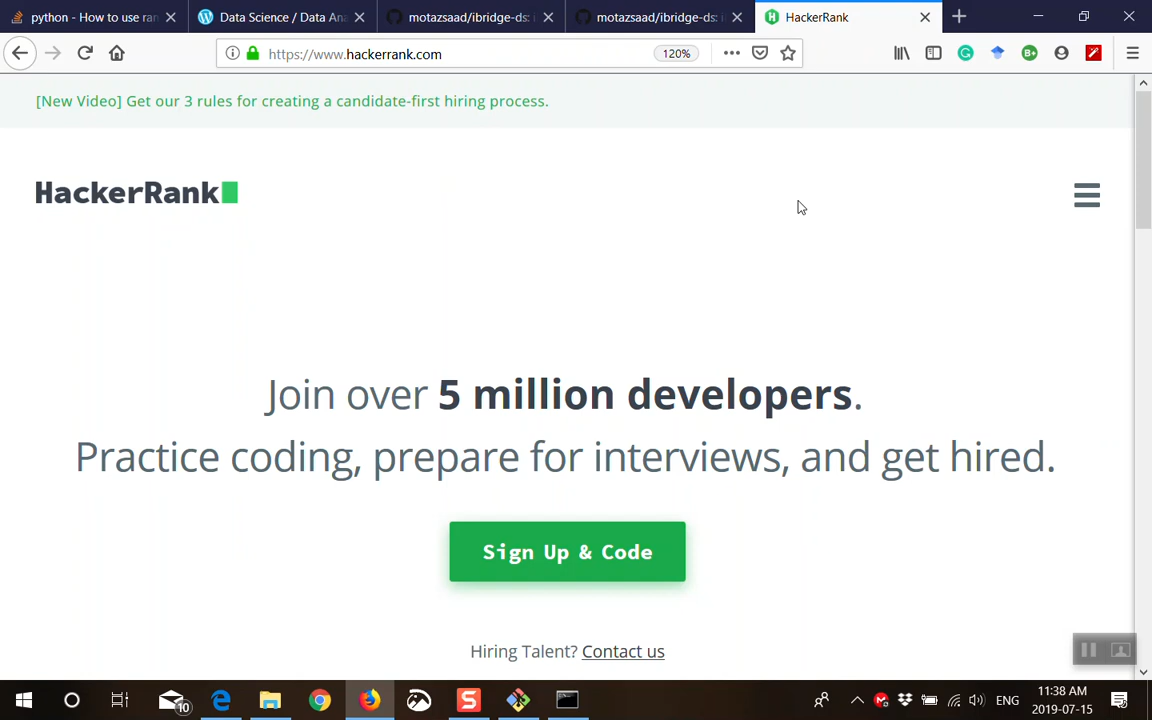 python - How to use ran
Data Science / Data Ana
motazsaad/ibridge-ds: i
motazsaad/ibridge-ds: i
HackerRank
https://www.hackerrank.com
120%
[New Video] Get our 3 rules for creating a candidate-first hiring process.
HackerRank
Join over 5 million developers.
Practice coding, prepare for interviews, and get hired.
Sign Up & Code
Hiring Talent? Contact us
10
ENG
11:38 AM
2019-07-15